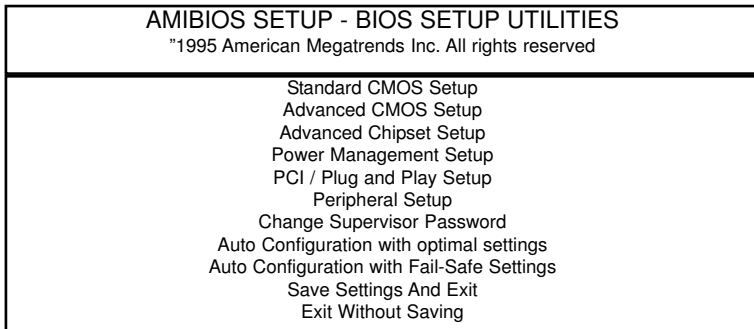 AMIBIOS SETUP - BIOS SETUP UTILITIES
”1995 American Megatrends Inc. All rights reserved
Standard CMOS Setup
Advanced CMOS Setup
Advanced Chipset Setup
Power Management Setup
PCI / Plug and Play Setup
Peripheral Setup
Change Supervisor Password
Auto Configuration with optimal settings
Auto Configuration with Fail-Safe Settings
Save Settings And Exit
Exit Without Saving